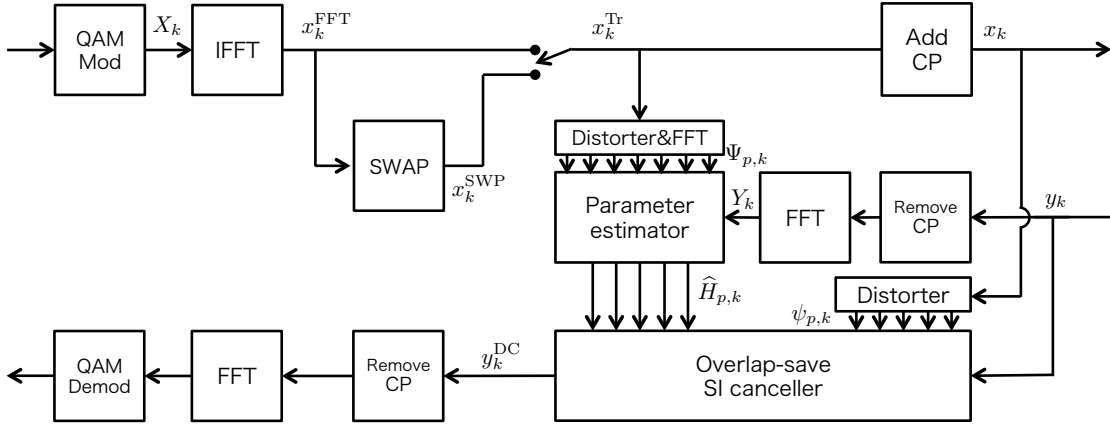 QAM
Mod
X_k
IFFT
x_k^FFT
x_k^Tr
Add
CP
x_k
SWAP
x_k^SWP
Distorter&FFT
Ψ_{p,k}
Parameter
estimator
Y_k
FFT
Remove
CP
y_k
Ĥ_{p,k}
Distorter
ψ_{p,k}
QAM
Demod
FFT
Remove
CP
y_k^DC
Overlap-save
SI canceller